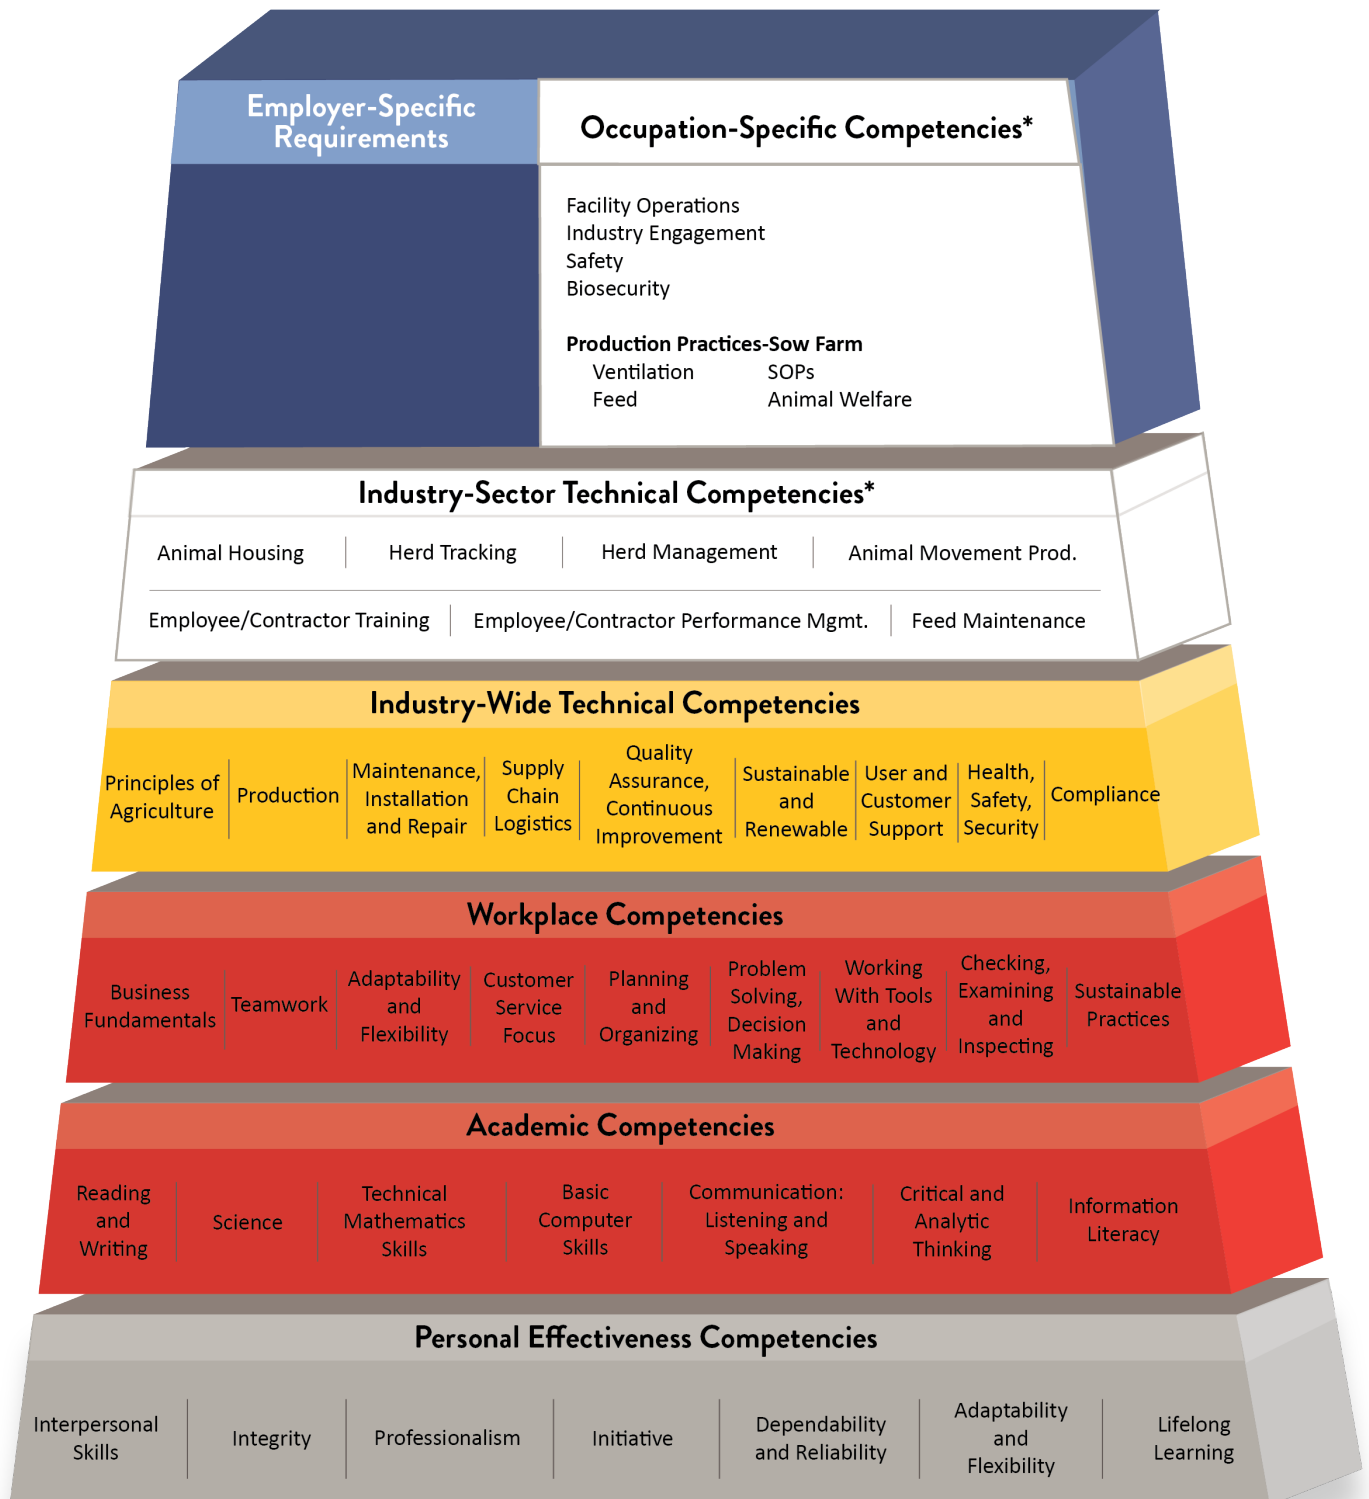 Employer-Specific
Requirements
Occupation-Specific Competencies*
Facility Operations
Industry Engagement
Safety
Biosecurity
Production Practices-Sow Farm
Ventilation
SOPs
Feed
Animal Welfare
Industry-Sector Technical Competencies*
Animal Housing
Herd Tracking
Herd Management
Animal Movement Prod.
Employee/Contractor Training
Employee/Contractor Performance Mgmt.
Feed Maintenance
Industry-Wide Technical Competencies
Principles of
Agriculture
Production
Maintenance,
Installation
and Repair
Supply
Chain
Logistics
Quality
Assurance,
Continuous
Improvement
Sustainable
and
Renewable
User and
Customer
Support
Health,
Safety,
Security
Compliance
Workplace Competencies
Business
Fundamentals
Teamwork
Adaptability
and
Flexibility
Customer
Service
Focus
Planning
and
Organizing
Problem
Solving,
Decision
Making
Working
With Tools
and
Technology
Checking,
Examining
and
Inspecting
Sustainable
Practices
Academic Competencies
Reading
and
Writing
Science
Technical
Mathematics
Skills
Basic
Computer
Skills
Communication:
Listening and
Speaking
Critical and
Analytic
Thinking
Information
Literacy
Personal Effectiveness Competencies
Interpersonal
Skills
Integrity
Professionalism
Initiative
Dependability
and Reliability
Adaptability
and
Flexibility
Lifelong
Learning